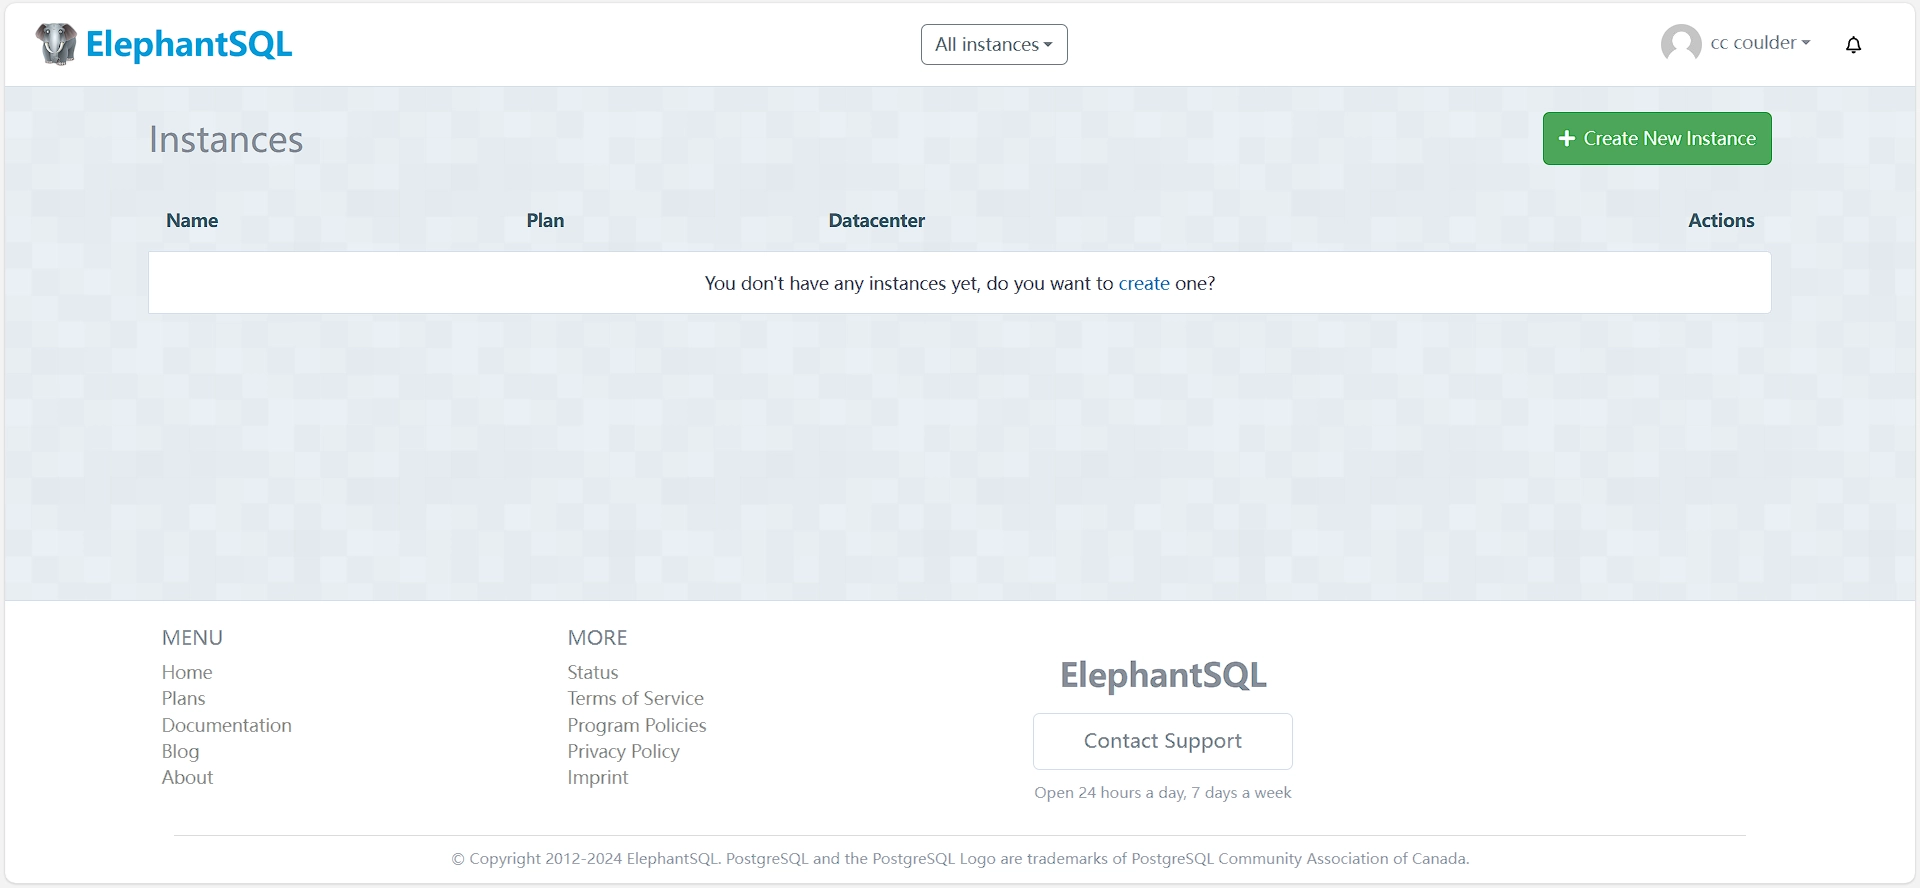 ElephantSQL
All instances
cc coulder
Instances
Create New Instance
Name Plan Datacenter Actions
You don't have any instances yet, do you want to create one?
MENU
Home
Plans
Documentation
Blog
About
MORE
Status
Terms of Service
Program Policies
Privacy Policy
Imprint
ElephantSQL
Contact Support
Open 24 hours a day, 7 days a week
© Copyright 2012-2024 ElephantSQL. PostgreSQL and the PostgreSQL Logo are trademarks of PostgreSQL Community Association of Canada.